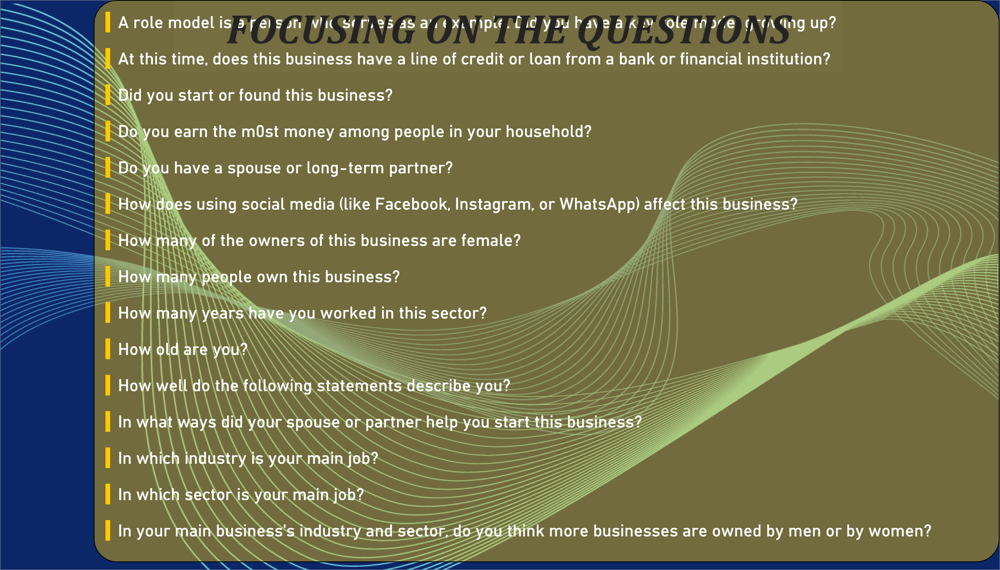 FOCUSING ON THE QUESTIONS
A role model is a person who serves as an example. Did you have a key role model growing up?
At this time, does this business have a line of credit or loan from a bank or financial institution?
Did you start or found this business?
Do you earn the m0st money among people in your household?
Do you have a spouse or long-term partner?
How does using social media (like Facebook, Instagram, or WhatsApp) affect this business?
How many of the owners of this business are female?
How many people own this business?
How many years have you worked in this sector?
How old are you?
How well do the following statements describe you?
In what ways did your spouse or partner help you start this business?
In which industry is your main job?
In which sector is your main job?
In your main business's industry and sector, do you think more businesses are owned by men or by women?